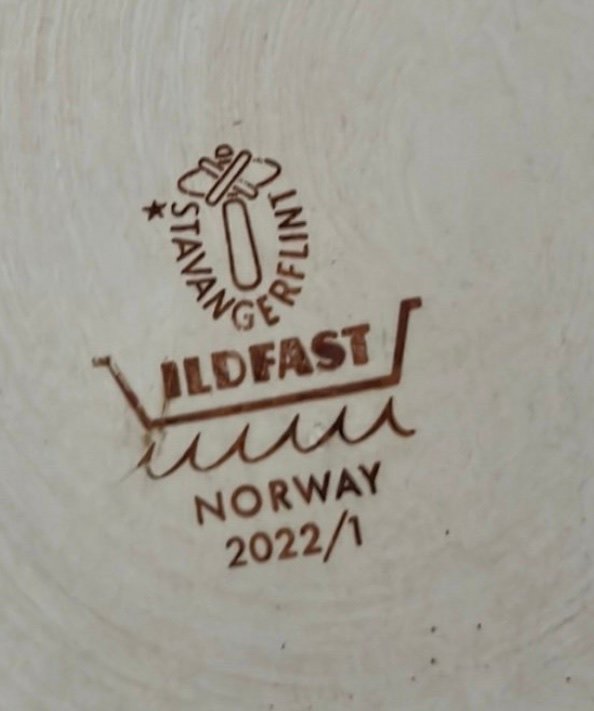 STAVANGERFLINT
ILDFAST
NORWAY
2022/1